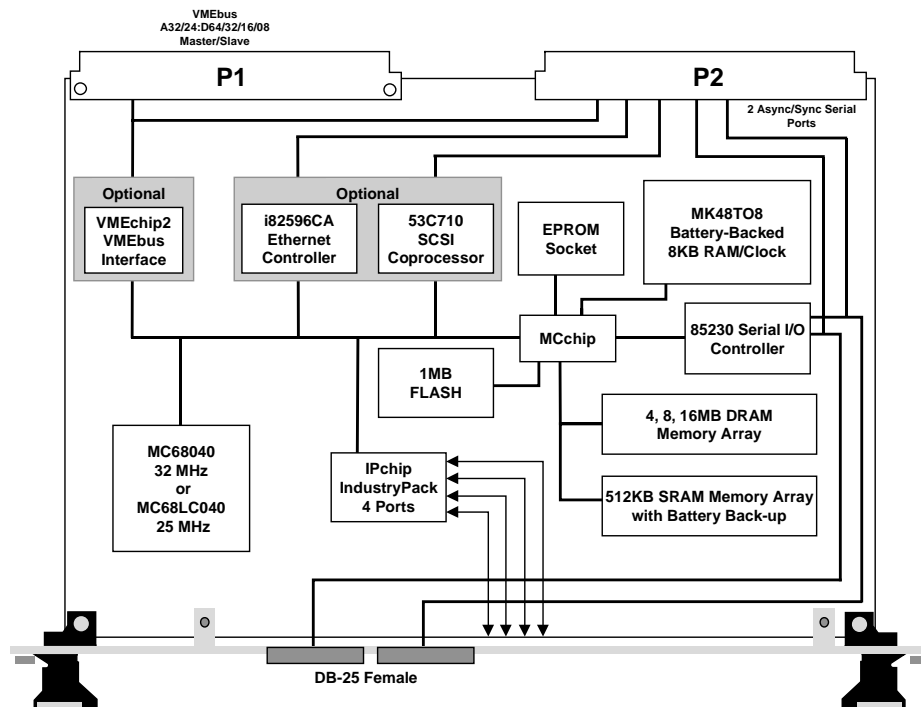 VMEbus
A32/24:D64/32/16/08
Master/Slave
P1
P2
2 Async/Sync Serial
Ports
Optional
VMEchip2
VMEbus
Interface
Optional
i82596CA
Ethernet
Controller
53C710
SCSI
Coprocessor
EPROM
Socket
MK48TO8
Battery-Backed
8KB RAM/Clock
MCchip
85230 Serial I/O
Controller
1MB
FLASH
4, 8, 16MB DRAM
Memory Array
MC68040
32 MHz
or
MC68LC040
25 MHz
IPchip
IndustryPack
4 Ports
512KB SRAM Memory Array
with Battery Back-up
DB-25 Female